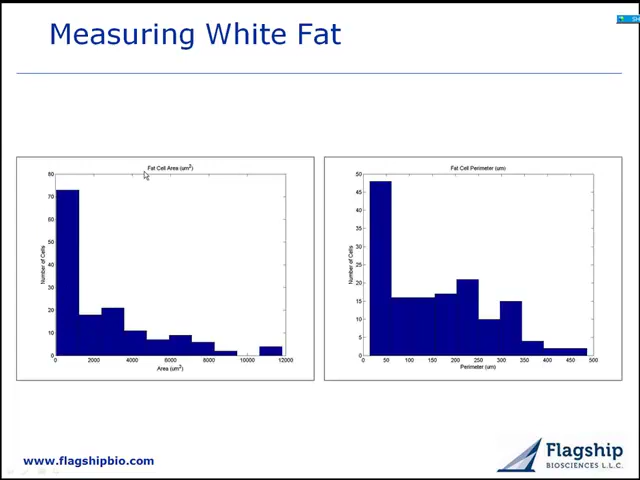 Measuring White Fat
Fat Cell Area (um²)
Number of Cells
80
70
60
50
40
30
20
10
0
0 2000 4000 6000 8000 10000 12000
Area (um²)
Fat Cell Perimeter (um)
Number of Cells
50
45
40
35
30
25
20
15
10
5
0
0 50 100 150 200 250 300 350 400 450 500
Perimeter (um)
www.flagshipbio.com
Flagship
BIOSCIENCES L.L.C.